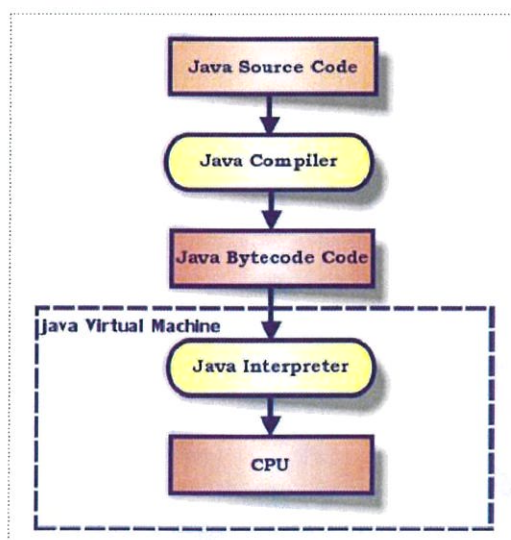 Java Source Code
Java Compiler
Java Bytecode Code
java Virtual Machine
Java Interpreter
CPU